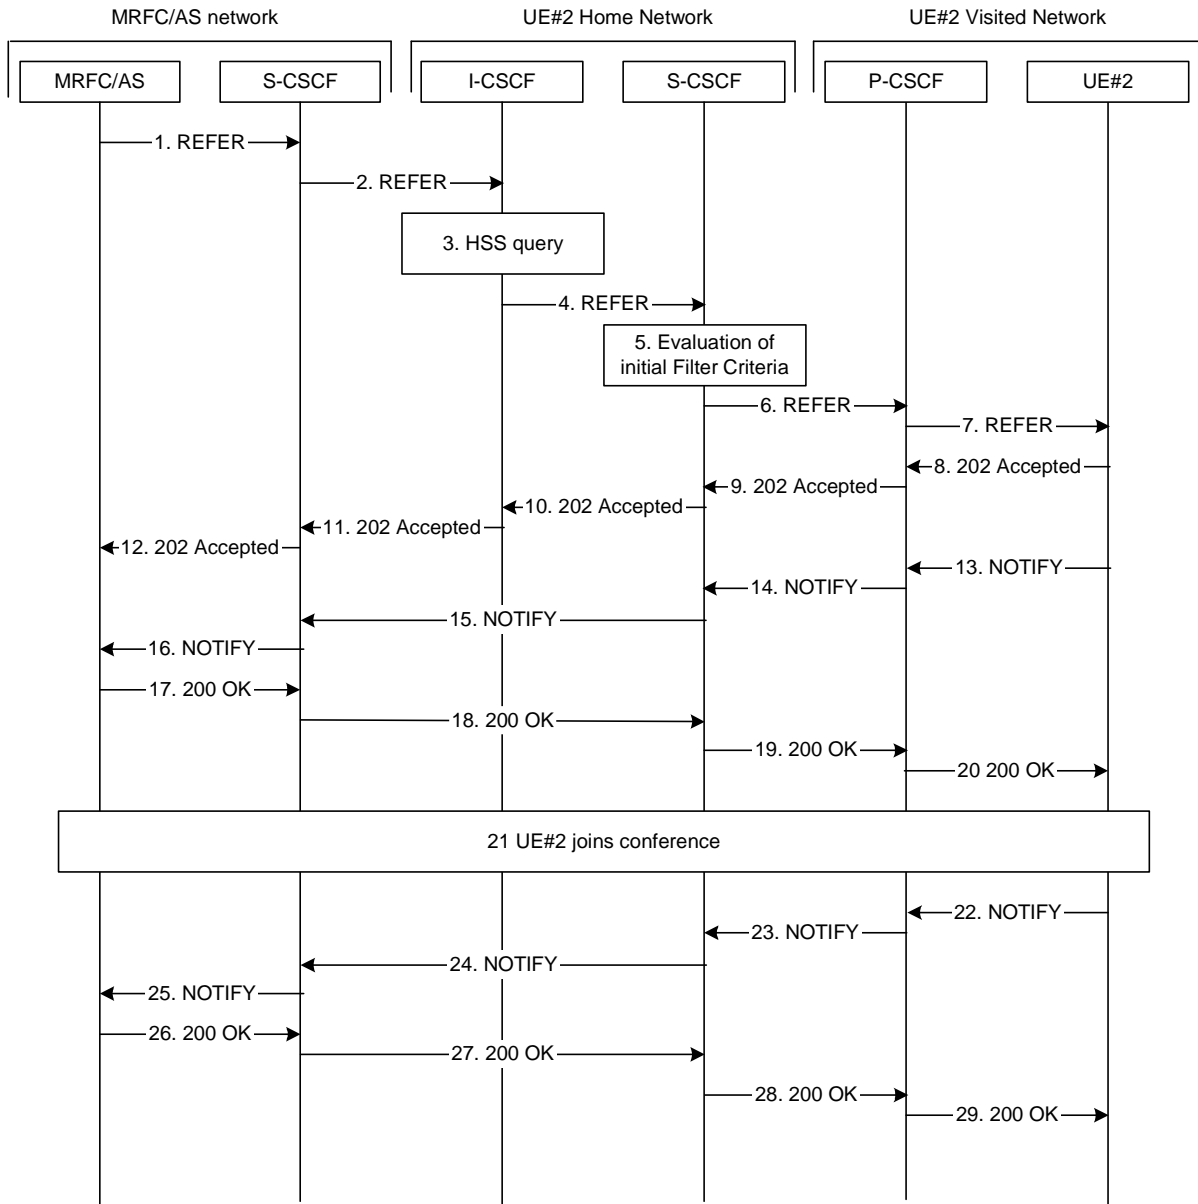 MRFC/AS network
UE#2 Home Network
UE#2 Visited Network
MRFC/AS
S-CSCF
I-CSCF
S-CSCF
P-CSCF
UE#2
1. REFER
2. REFER
3. HSS query
4. REFER
5. Evaluation of
initial Filter Criteria
6. REFER
7. REFER
8. 202 Accepted
9. 202 Accepted
10. 202 Accepted
11. 202 Accepted
12. 202 Accepted
13. NOTIFY
14. NOTIFY
15. NOTIFY
16. NOTIFY
17. 200 OK
18. 200 OK
19. 200 OK
20 200 OK
21 UE#2 joins conference
22. NOTIFY
23. NOTIFY
24. NOTIFY
25. NOTIFY
26. 200 OK
27. 200 OK
28. 200 OK
29. 200 OK